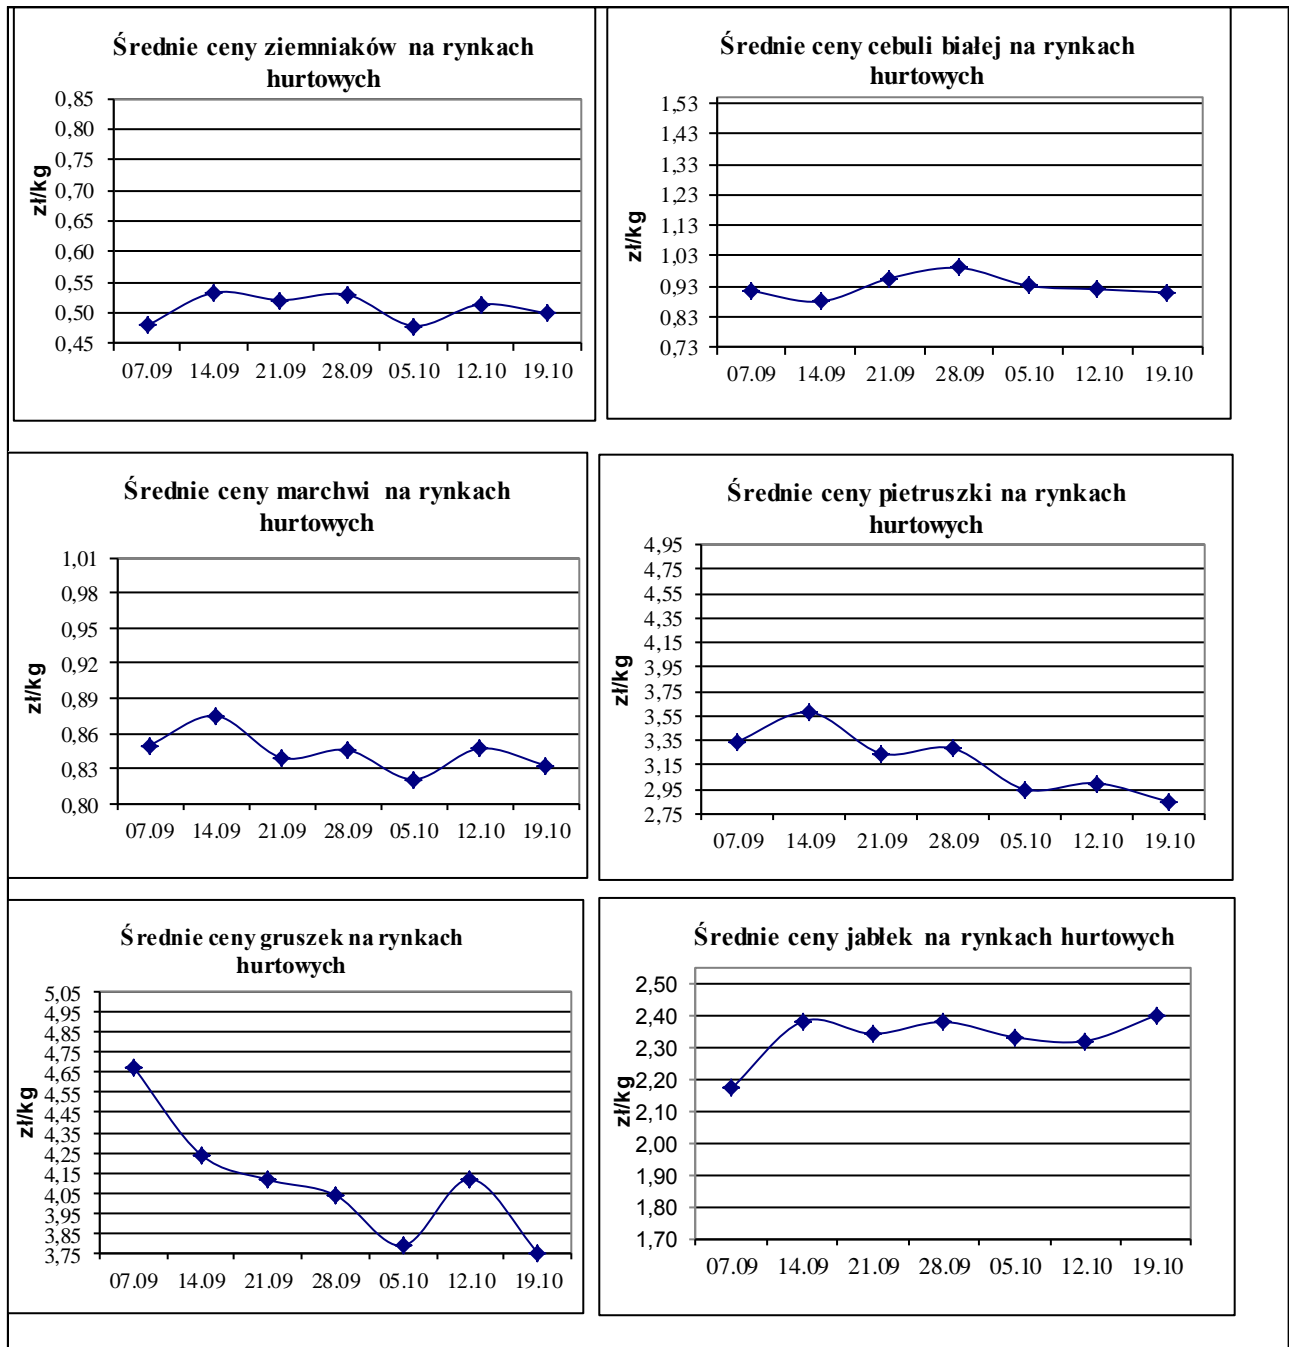 Średnie ceny ziemniaków na rynkach
hurtowych
zł/kg
0,85
0,80
0,75
0,70
0,65
0,60
0,55
0,50
0,45
07.09 14.09 21.09 28.09 05.10 12.10 19.10
Średnie ceny cebuli białej na rynkach
hurtowych
zł/kg
1,53
1,43
1,33
1,23
1,13
1,03
0,93
0,83
0,73
07.09 14.09 21.09 28.09 05.10 12.10 19.10
Średnie ceny marchwi na rynkach
hurtowych
zł/kg
1,01
0,98
0,95
0,92
0,89
0,86
0,83
0,80
07.09 14.09 21.09 28.09 05.10 12.10 19.10
Średnie ceny pietruszki na rynkach
hurtowych
zł/kg
4,95
4,75
4,55
4,35
4,15
3,95
3,75
3,55
3,35
3,15
2,95
2,75
07.09 14.09 21.09 28.09 05.10 12.10 19.10
Średnie ceny gruszek na rynkach
hurtowych
zł/kg
5,05
4,95
4,85
4,75
4,65
4,55
4,45
4,35
4,25
4,15
4,05
3,95
3,85
3,75
07.09 14.09 21.09 28.09 05.10 12.10 19.10
Średnie ceny jabłek na rynkach hurtowych
zł/kg
2,50
2,40
2,30
2,20
2,10
2,00
1,90
1,80
1,70
07.09 14.09 21.09 28.09 05.10 12.10 19.10